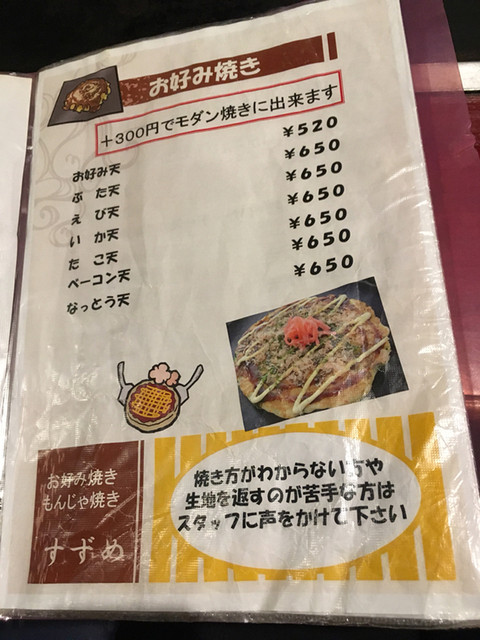 お好み焼き
+300円でモダン焼きに出来ます
お好み天 ¥520
ぶた天 ¥650
えび天 ¥650
いか天 ¥650
たこ天 ¥650
ベーコン天 ¥650
なっとう天 ¥650
お好み焼き
もんじゃ焼き
すずめ
焼き方がわからない方や
生地を返すのが苦手な方は
スタッフに声をかけて下さい